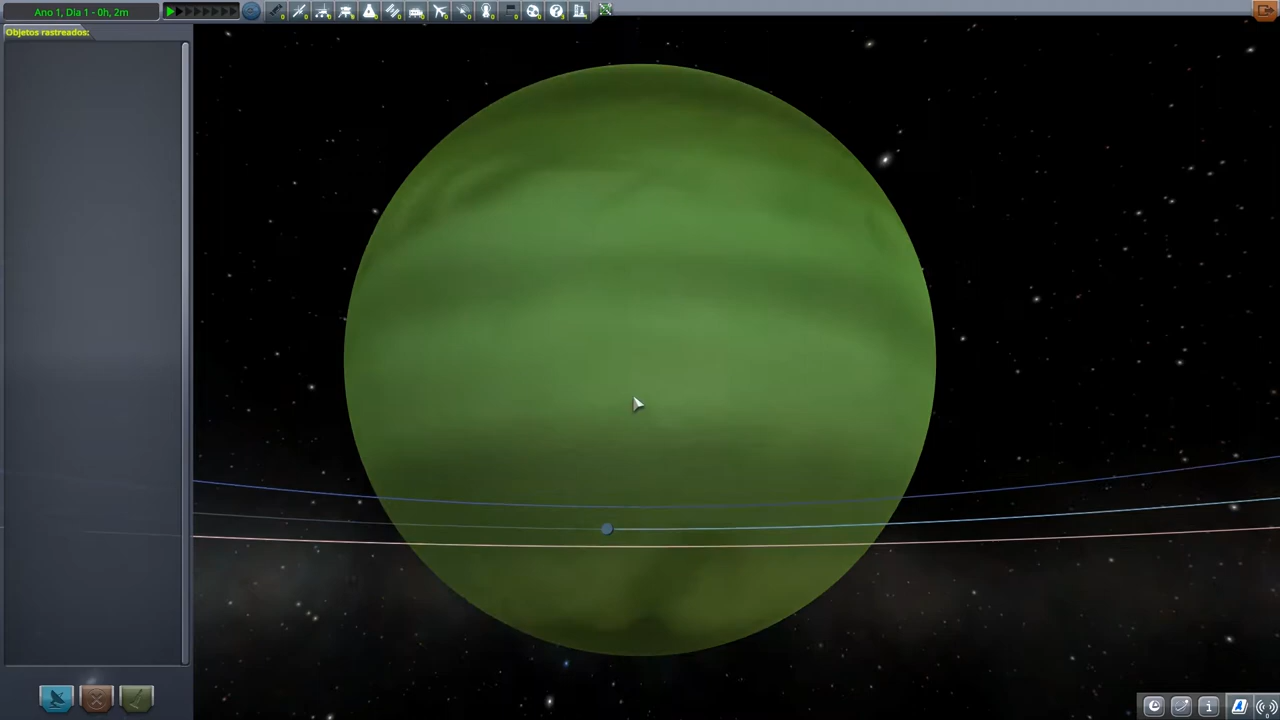 Ano 1, Dia 1 - 0h, 2m
Objetos rastreados: